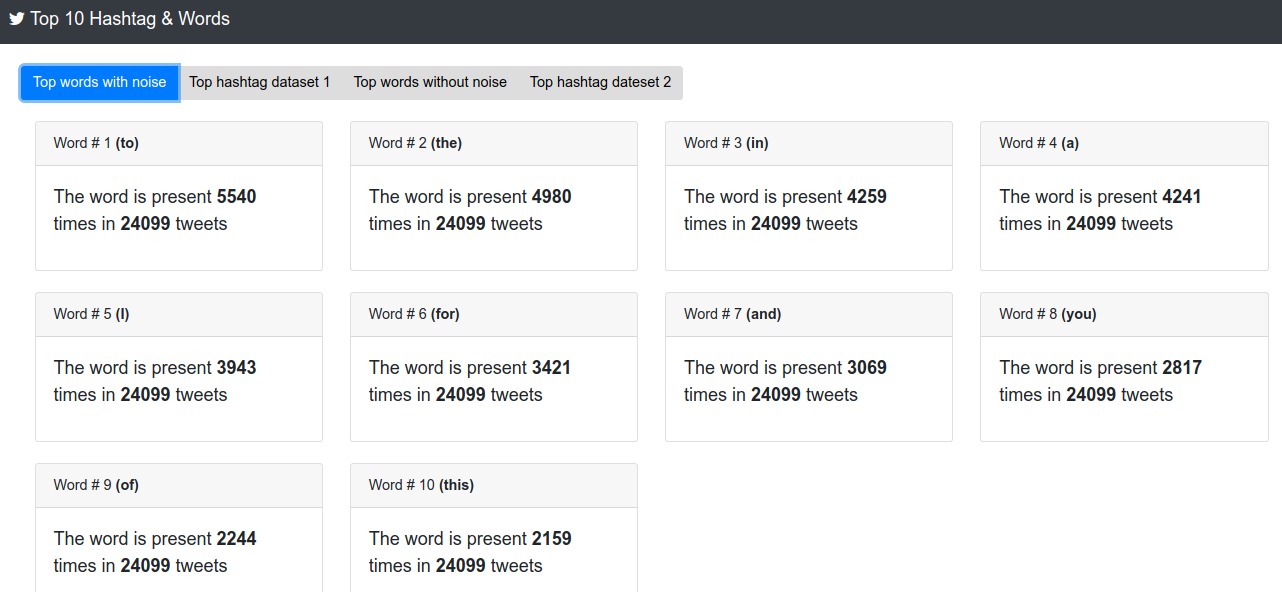 Top 10 Hashtag & Words
Top words with noise Top hashtag dataset 1 Top words without noise Top hashtag dateset 2
Word # 1 (to)
The word is present 5540
times in 24099 tweets
Word # 2 (the)
The word is present 4980
times in 24099 tweets
Word # 3 (in)
The word is present 4259
times in 24099 tweets
Word # 4 (a)
The word is present 4241
times in 24099 tweets
Word # 5 (I)
The word is present 3943
times in 24099 tweets
Word # 6 (for)
The word is present 3421
times in 24099 tweets
Word # 7 (and)
The word is present 3069
times in 24099 tweets
Word # 8 (you)
The word is present 2817
times in 24099 tweets
Word # 9 (of)
The word is present 2244
times in 24099 tweets
Word # 10 (this)
The word is present 2159
times in 24099 tweets